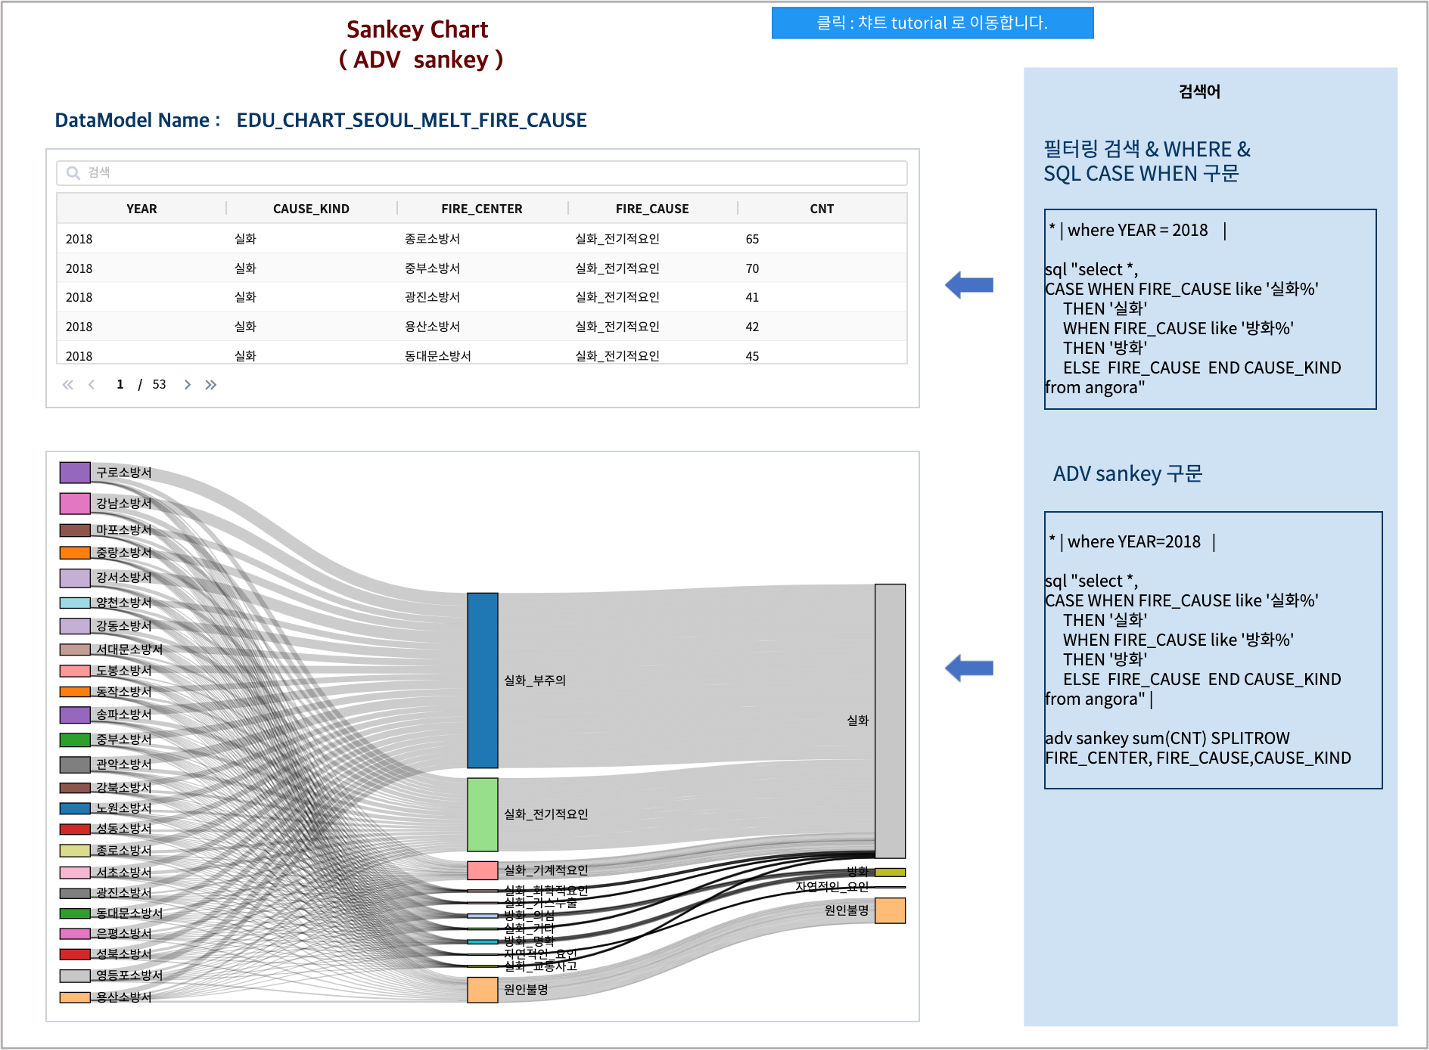 Sankey Chart
( ADV  sankey )
클릭 : 챠트 tutorial 로 이동합니다.
DataModel Name :   EDU_CHART_SEOUL_MELT_FIRE_CAUSE
검색
YEAR CAUSE_KIND FIRE_CENTER FIRE_CAUSE CNT
2018 실화 종로소방서 실화_전기적요인 65
2018 실화 중부소방서 실화_전기적요인 70
2018 실화 광진소방서 실화_전기적요인 41
2018 실화 용산소방서 실화_전기적요인 42
2018 실화 동대문소방서 실화_전기적요인 45
« ‹ 1 / 53 › »
구로소방서
강남소방서
마포소방서
중랑소방서
강서소방서
양천소방서
강동소방서
서대문소방서
도봉소방서
동작소방서
송파소방서
중부소방서
관악소방서
강북소방서
노원소방서
성동소방서
종로소방서
서초소방서
광진소방서
동대문소방서
은평소방서
성북소방서
영등포소방서
용산소방서
실화_부주의
실화_전기적요인
실화_기계적요인
실화_화학적요인
실화_가스누출
방화_의심
실화_기타
방화_명확
자연적인_요인
실화_교통사고
원인불명
실화
방화
자연적인_요인
원인불명
검색어
필터링 검색 & WHERE &
SQL CASE WHEN 구문
* | where YEAR = 2018    |
sql "select *,
CASE WHEN FIRE_CAUSE like '실화%'
THEN '실화'
WHEN FIRE_CAUSE like '방화%'
THEN '방화'
ELSE  FIRE_CAUSE  END CAUSE_KIND
from angora"
ADV sankey 구문
* | where YEAR=2018   |
sql "select *,
CASE WHEN FIRE_CAUSE like '실화%'
THEN '실화'
WHEN FIRE_CAUSE like '방화%'
THEN '방화'
ELSE  FIRE_CAUSE  END CAUSE_KIND
from angora" |
adv sankey sum(CNT) SPLITROW
FIRE_CENTER, FIRE_CAUSE,CAUSE_KIND